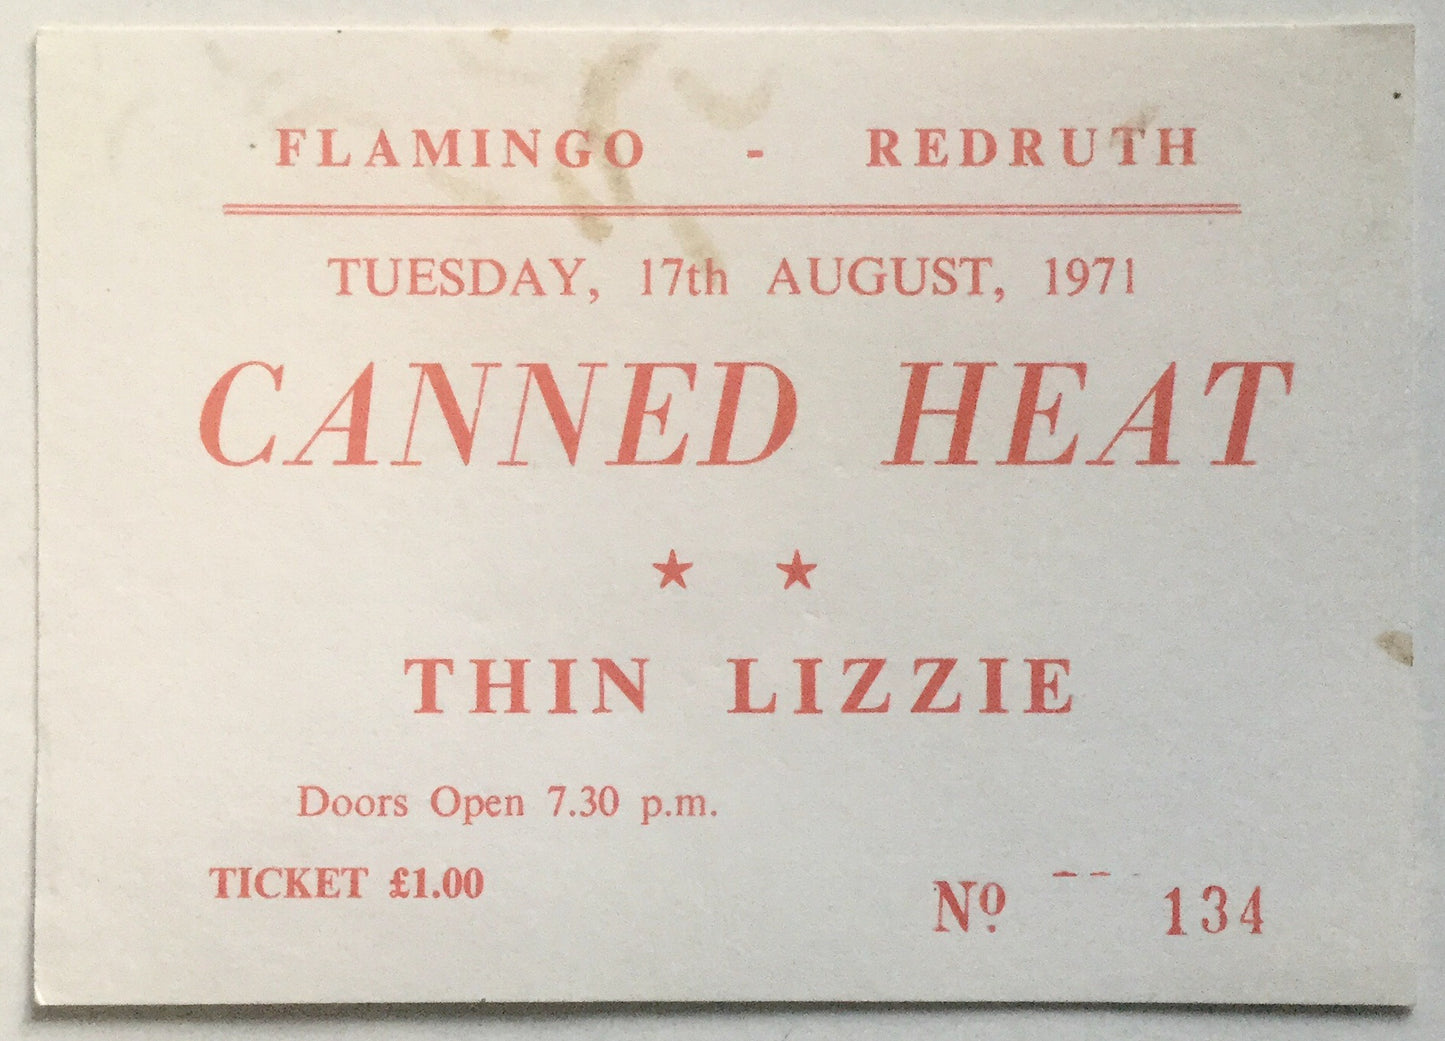 FLAMINGO - REDRUTH
TUESDAY, 17th AUGUST, 1971
CANNED HEAT
★ ★
THIN LIZZIE
Doors Open 7.30 p.m.
TICKET £1.00
Nº 134